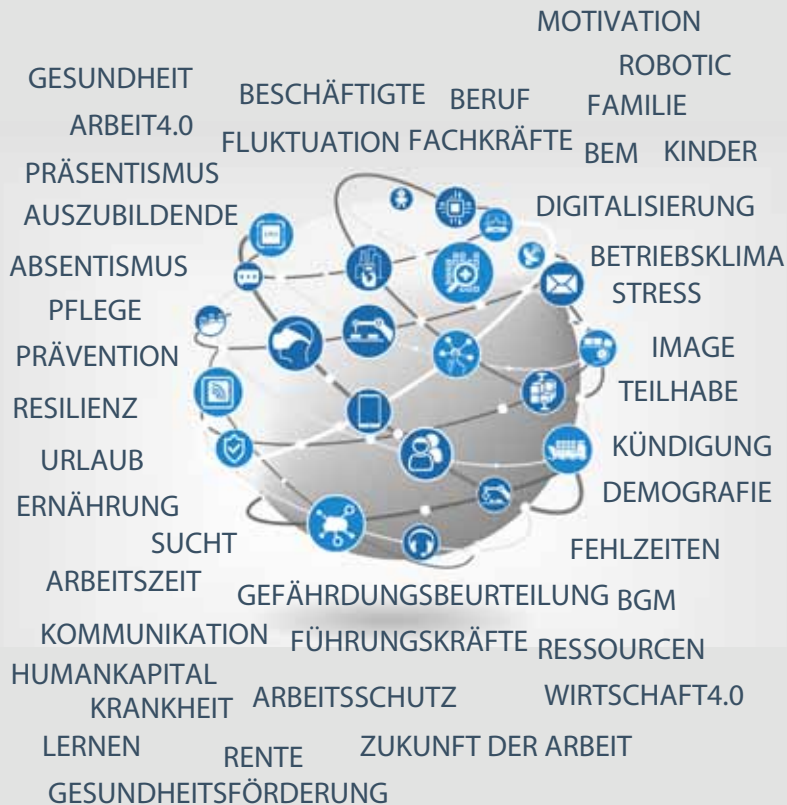 MOTIVATION
ROBOTIC
GESUNDHEIT
BESCHÄFTIGTE BERUF FAMILIE
ARBEIT4.0
FLUKTUATION FACHKRÄFTE BEM KINDER
PRÄSENTISMUS
AUSZUBILDENDE DIGITALISIERUNG
ABSENTISMUS BETRIEBSKLIMA
PFLEGE STRESS
PRÄVENTION IMAGE
RESILIENZ TEILHABE
URLAUB KÜNDIGUNG
ERNÄHRUNG DEMOGRAFIE
SUCHT FEHLZEITEN
ARBEITSZEIT GEFÄHRDUNGSBEURTEILUNG BGM
KOMMUNIKATION FÜHRUNGSKRÄFTE RESSOURCEN
HUMANKAPITAL
KRANKHEIT ARBEITSSCHUTZ WIRTSCHAFT4.0
LERNEN RENTE ZUKUNFT DER ARBEIT
GESUNDHEITSFÖRDERUNG